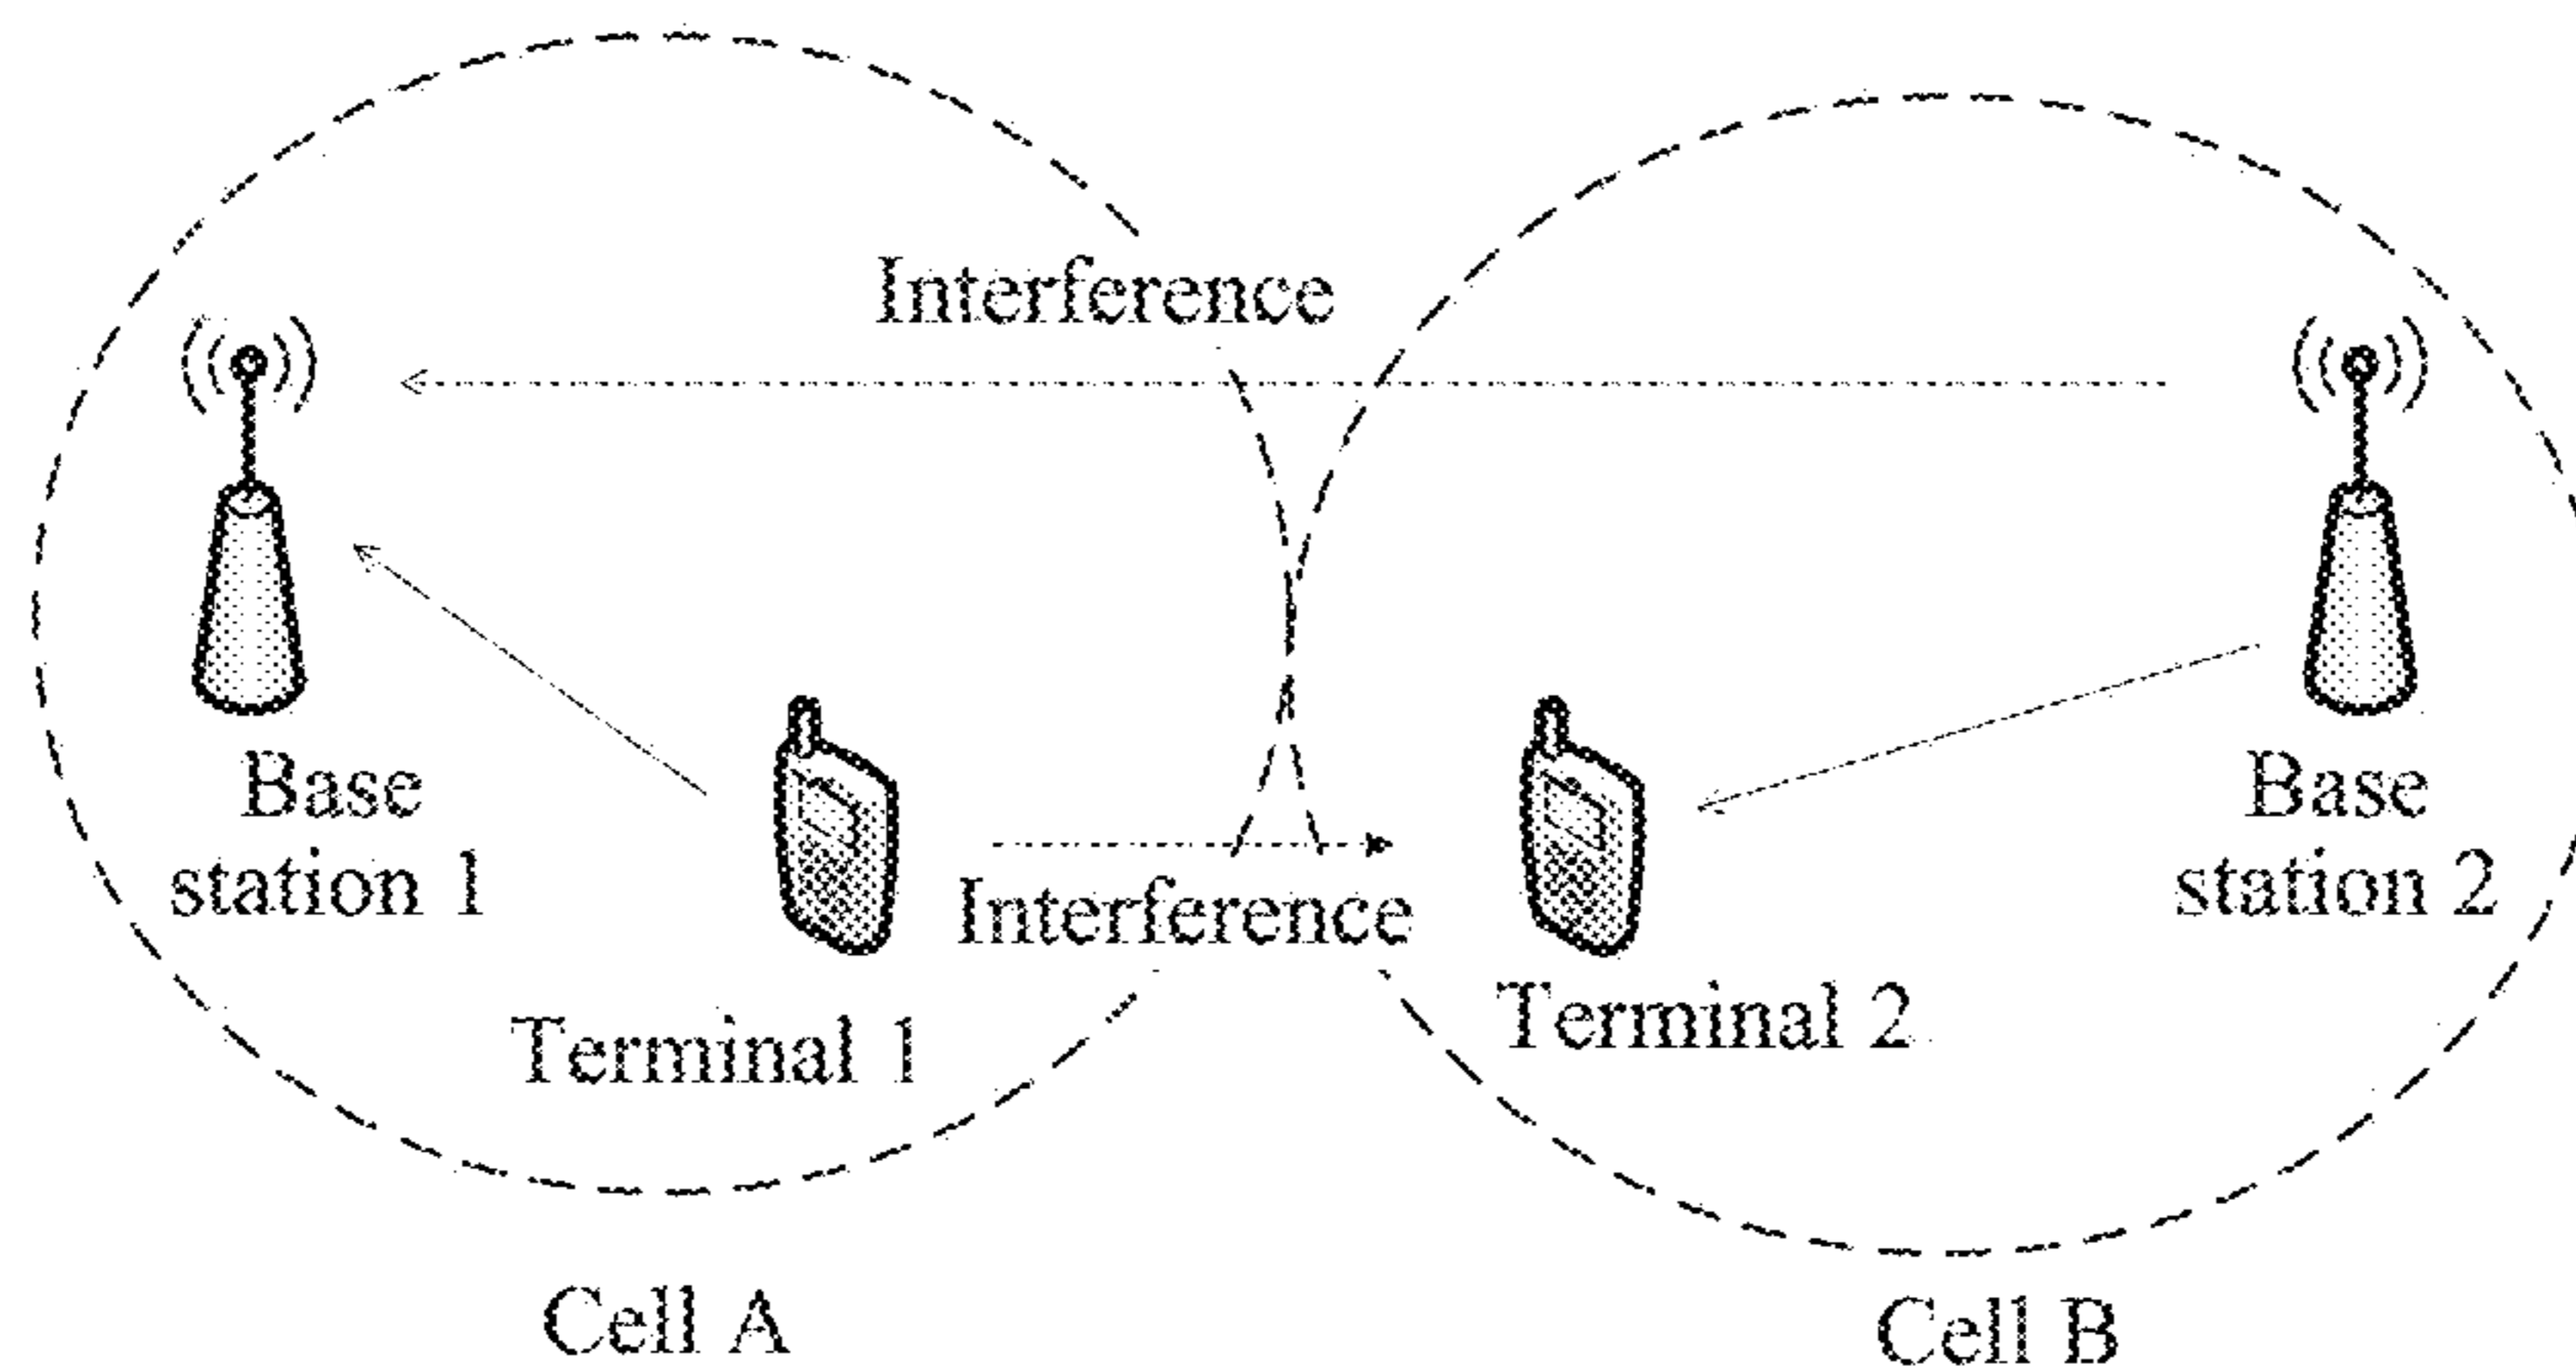 Interference
Base
station 1
Base
station 2
Interference
Terminal 1
Terminal 2
Cell A
Cell B